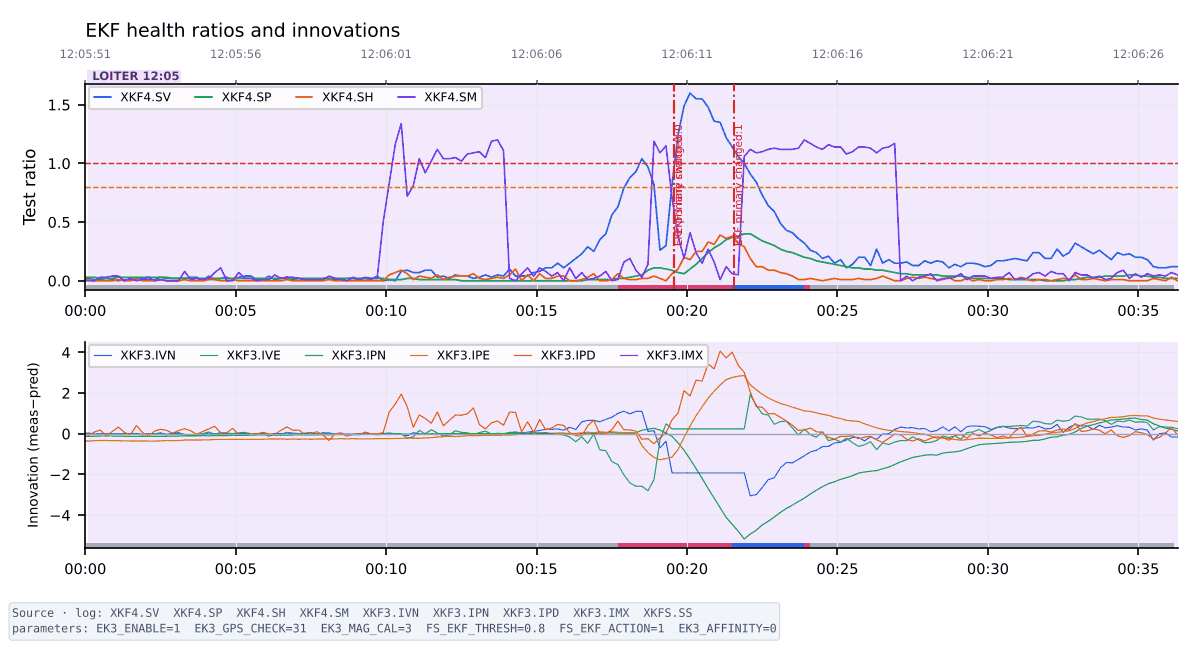 EKF health ratios and innovations
12:05:51 12:05:56 12:06:01 12:06:06 12:06:11 12:06:16 12:06:21 12:06:26
LOITER 12:05
XKF4.SV XKF4.SP XKF4.SH XKF4.SM
Test ratio
1.5
1.0
0.5
0.0
EKF primary changed:1
00:00 00:05 00:10 00:15 00:20 00:25 00:30 00:35
XKF3.IVN XKF3.IVE XKF3.IPN XKF3.IPE XKF3.IPD XKF3.IMX
Innovation (meas−pred)
4
2
0
−2
−4
00:00 00:05 00:10 00:15 00:20 00:25 00:30 00:35
Source · log: XKF4.SV XKF4.SP XKF4.SH XKF4.SM XKF3.IVN XKF3.IPN XKF3.IPD XKF3.IMX XKFS.SS
parameters: EK3_ENABLE=1 EK3_GPS_CHECK=31 EK3_MAG_CAL=3 FS_EKF_THRESH=0.8 FS_EKF_ACTION=1 EK3_AFFINITY=0